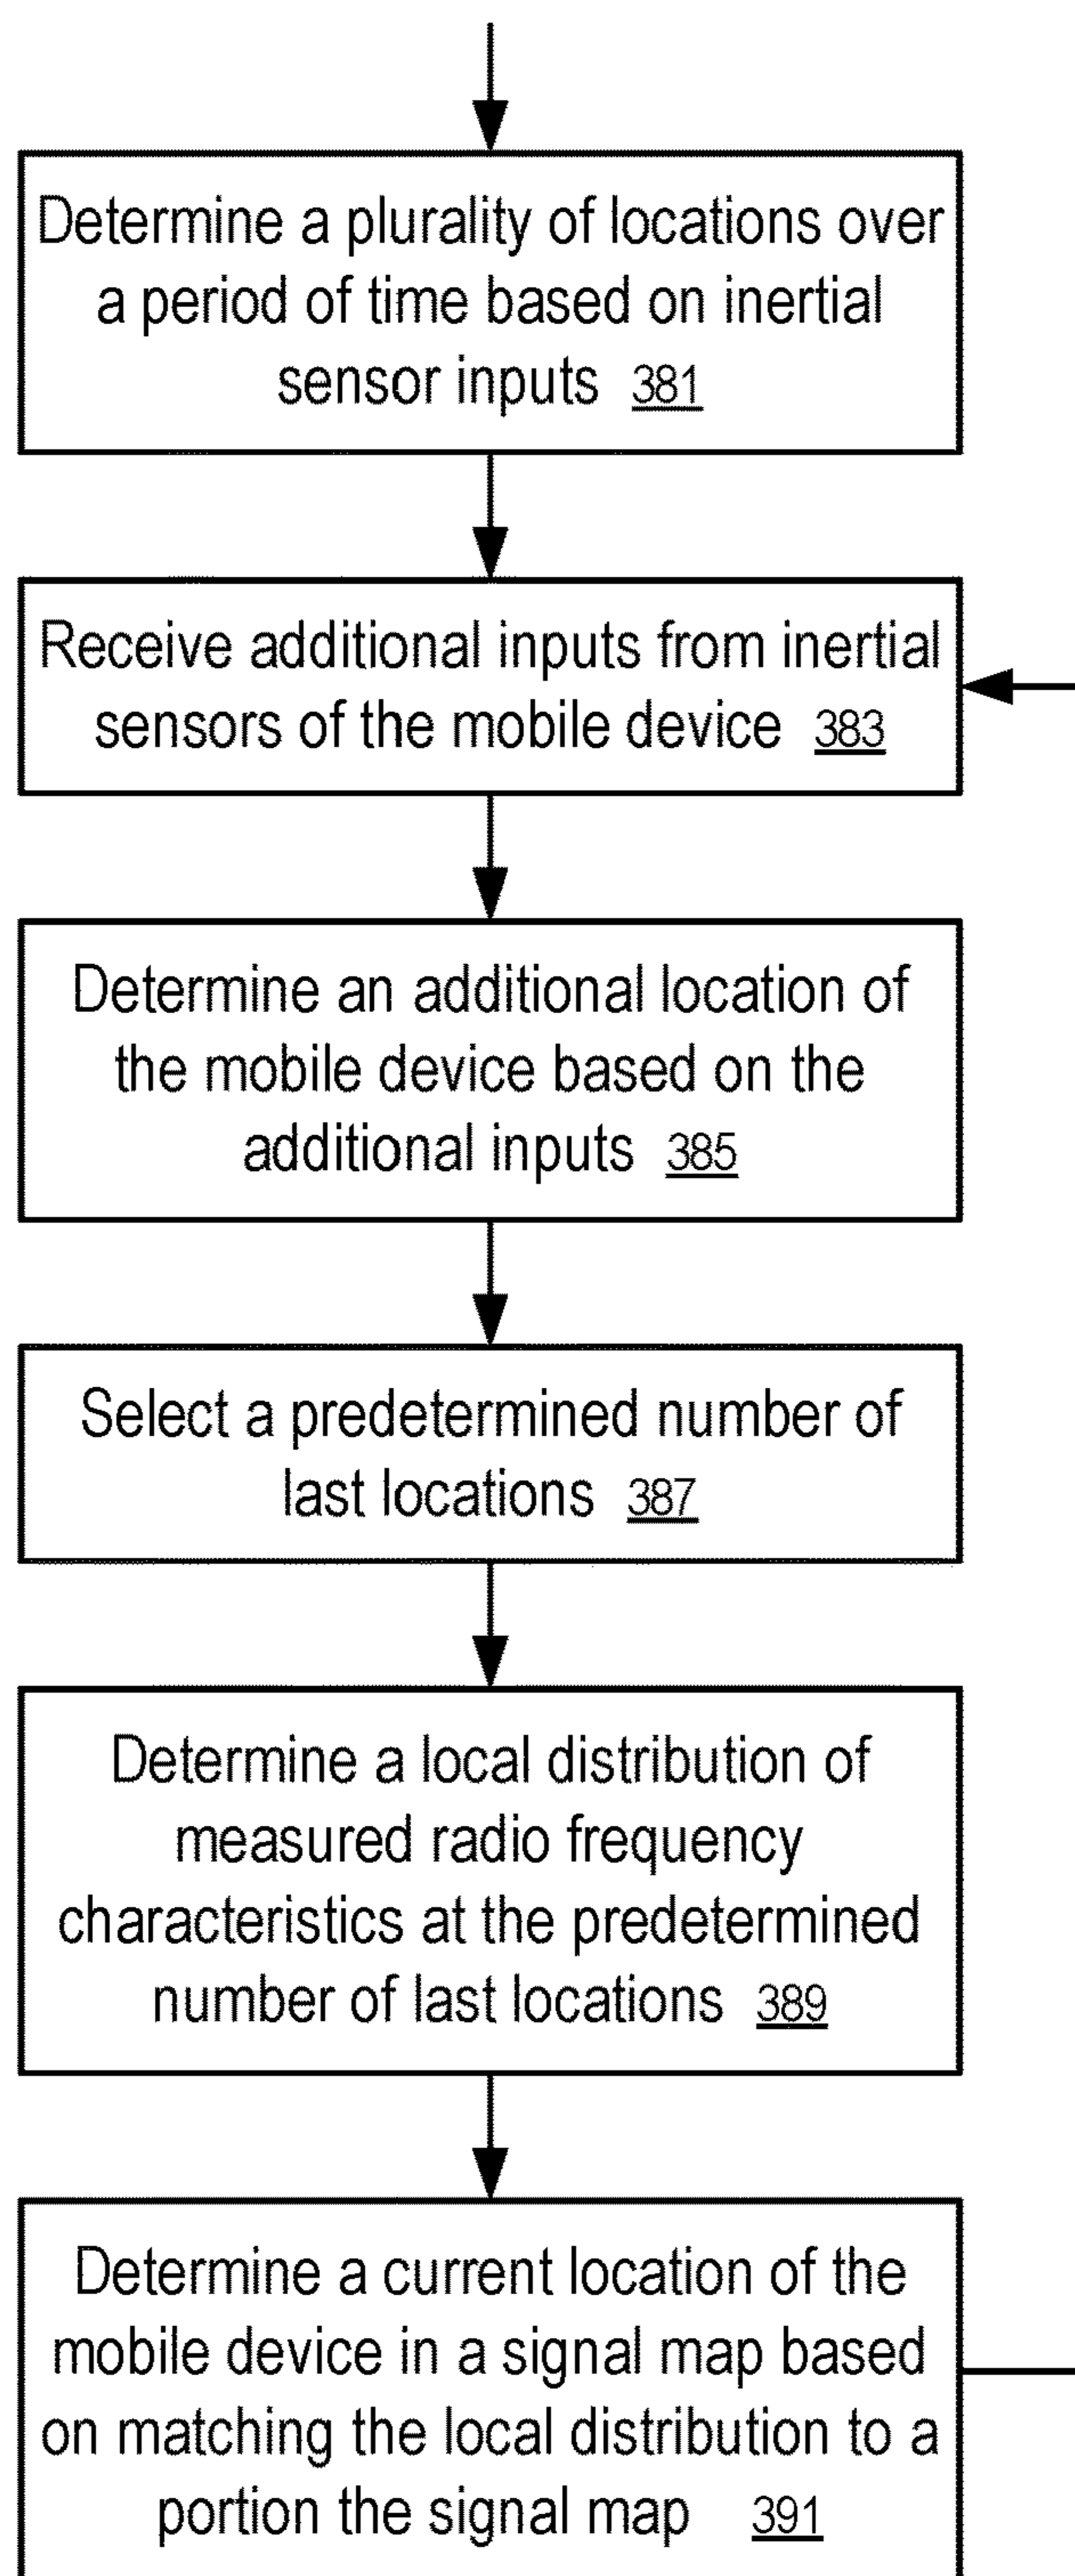 Determine a plurality of locations over
a period of time based on inertial
sensor inputs 381
Receive additional inputs from inertial
sensors of the mobile device 383
Determine an additional location of
the mobile device based on the
additional inputs 385
Select a predetermined number of
last locations 387
Determine a local distribution of
measured radio frequency
characteristics at the predetermined
number of last locations 389
Determine a current location of the
mobile device in a signal map based
on matching the local distribution to a
portion the signal map 391